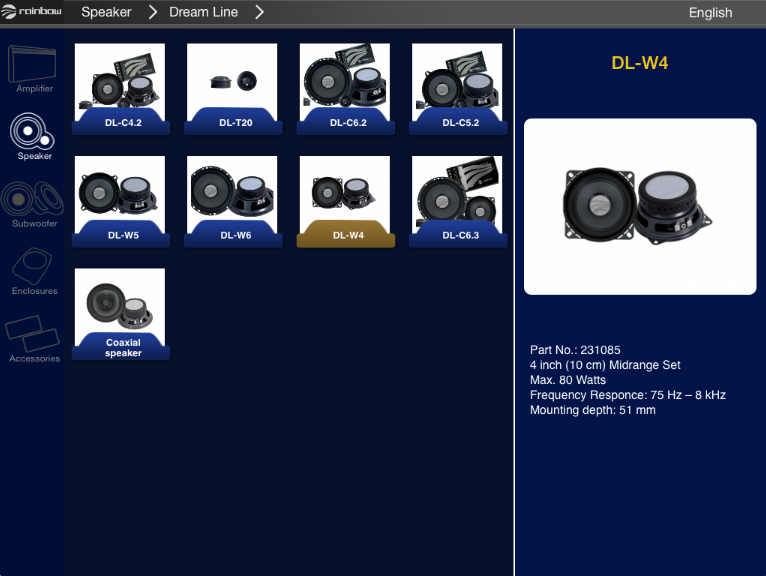 rainbow
Speaker
Dream Line
English
Amplifier
Speaker
Subwoofer
Enclosures
Accessories
DL-C4.2
DL-T20
DL-C6.2
DL-C5.2
DL-W5
DL-W6
DL-W4
DL-C6.3
Coaxial
speaker
DL-W4
Part No.: 231085
4 inch (10 cm) Midrange Set
Max. 80 Watts
Frequency Responce: 75 Hz – 8 kHz
Mounting depth: 51 mm